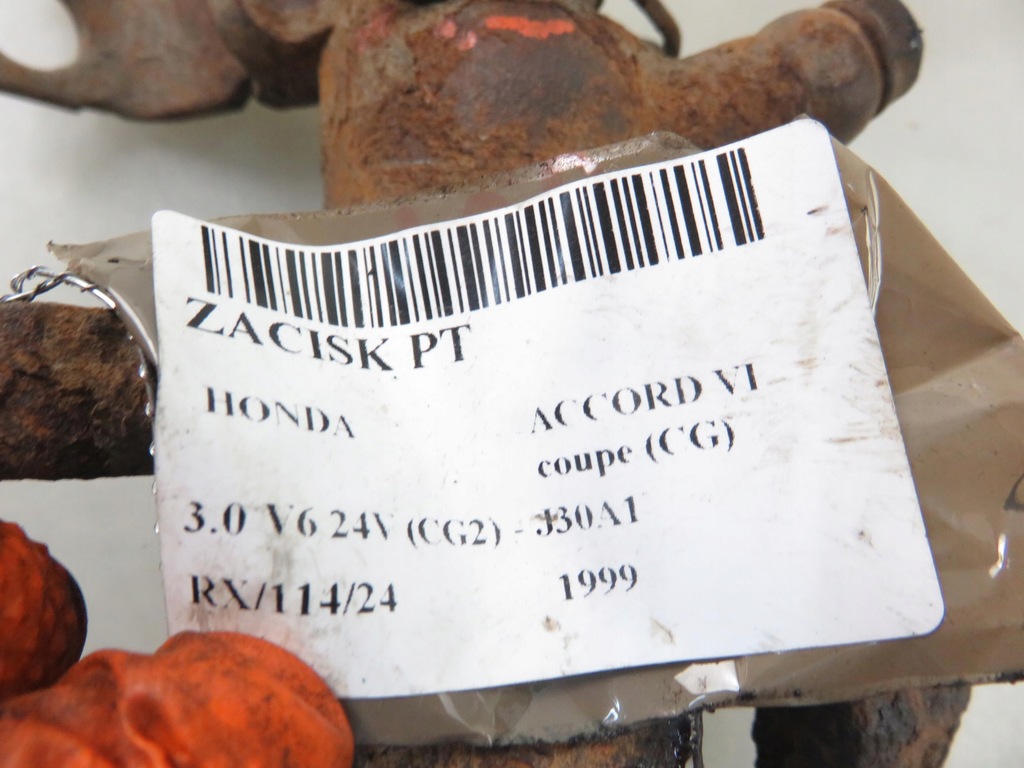 ZACISK PT
HONDA ACCORD VI
coupe (CG)
3.0 V6 24V (CG2) - J30A1
RX/114/24 1999